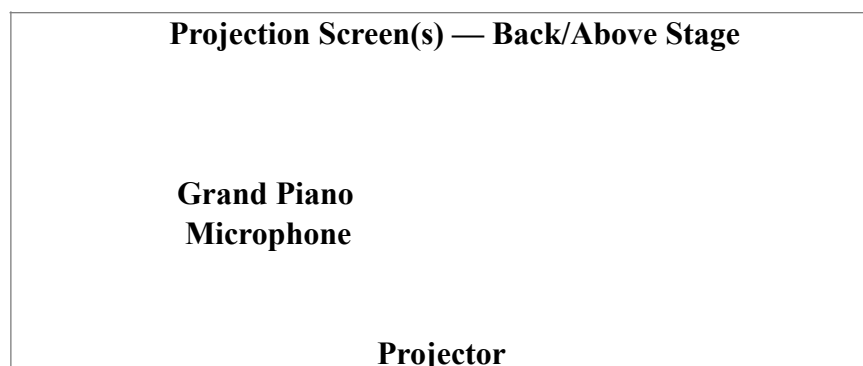 Projection Screen(s) — Back/Above Stage
Grand Piano
Microphone
Projector